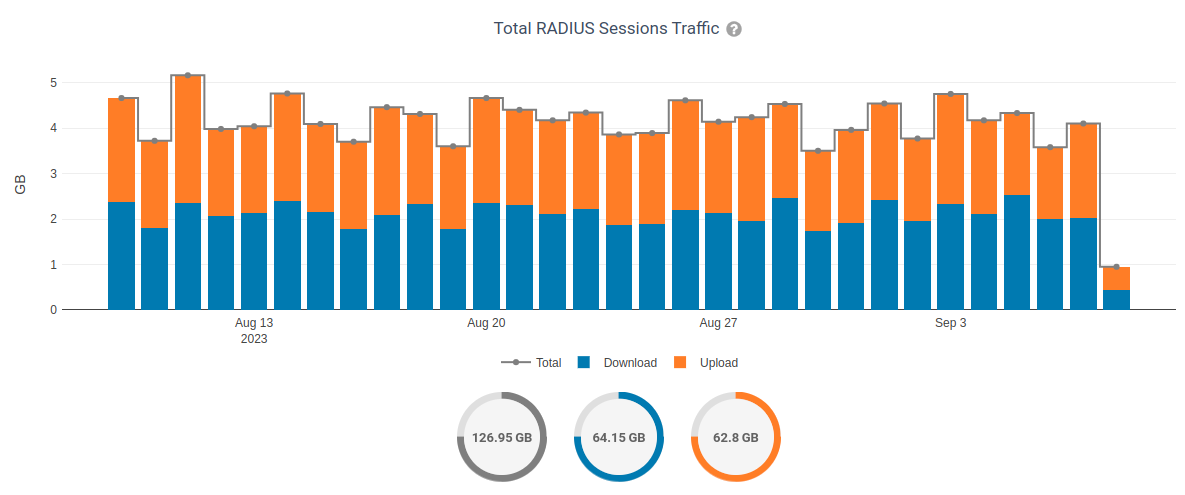 Total RADIUS Sessions Traffic ?
GB
5
4
3
2
1
0
Aug 13
2023
Aug 20
Aug 27
Sep 3
Total Download Upload
126.95 GB 64.15 GB 62.8 GB